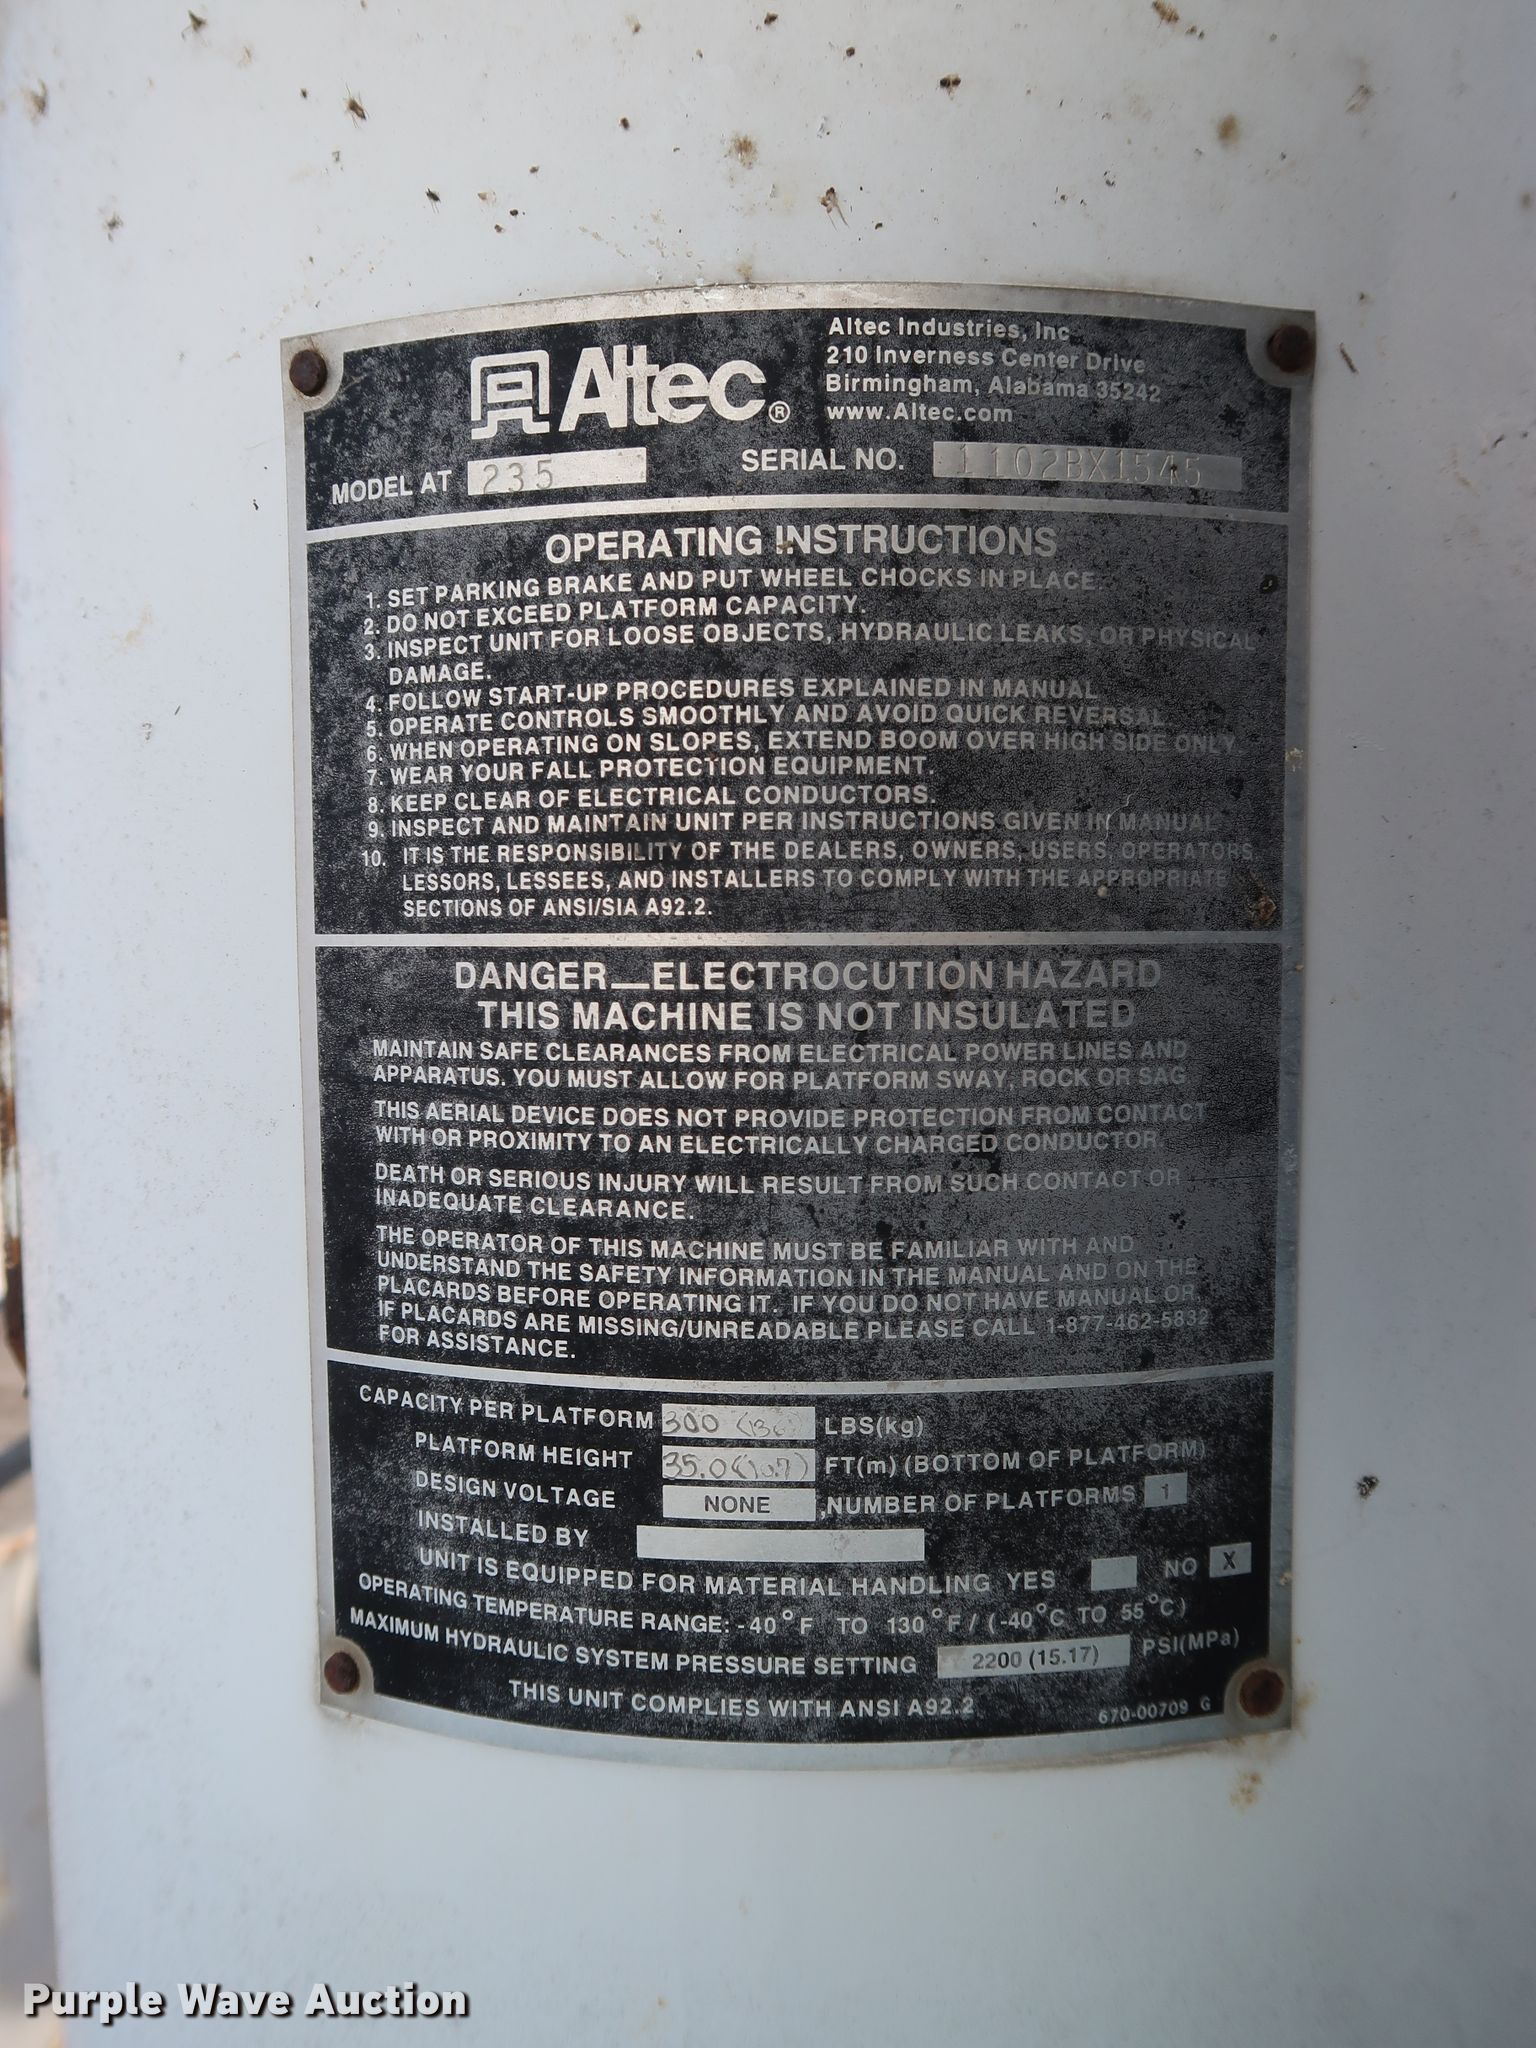 Altec®
Altec Industries, Inc
210 Inverness Center Drive
Birmingham, Alabama 35242
www.Altec.com
MODEL AT 235 SERIAL NO. 1102BX1545
OPERATING INSTRUCTIONS
1. SET PARKING BRAKE AND PUT WHEEL CHOCKS IN PLACE.
2. DO NOT EXCEED PLATFORM CAPACITY.
3. INSPECT UNIT FOR LOOSE OBJECTS, HYDRAULIC LEAKS, OR PHYSICAL
DAMAGE.
4. FOLLOW START-UP PROCEDURES EXPLAINED IN MANUAL
5. OPERATE CONTROLS SMOOTHLY AND AVOID QUICK REVERSAL.
6. WHEN OPERATING ON SLOPES, EXTEND BOOM OVER HIGH SIDE ONLY
7. WEAR YOUR FALL PROTECTION EQUIPMENT.
8. KEEP CLEAR OF ELECTRICAL CONDUCTORS.
9. INSPECT AND MAINTAIN UNIT PER INSTRUCTIONS GIVEN IN MANUAL
10. IT IS THE RESPONSIBILITY OF THE DEALERS, OWNERS, USERS, OPERATORS,
LESSORS, LESSEES, AND INSTALLERS TO COMPLY WITH THE APPROPRIATE
SECTIONS OF ANSI/SIA A92.2.
DANGER—ELECTROCUTION HAZARD
THIS MACHINE IS NOT INSULATED
MAINTAIN SAFE CLEARANCES FROM ELECTRICAL POWER LINES AND
APPARATUS. YOU MUST ALLOW FOR PLATFORM SWAY, ROCK OR SAG
THIS AERIAL DEVICE DOES NOT PROVIDE PROTECTION FROM CONTACT
WITH OR PROXIMITY TO AN ELECTRICALLY CHARGED CONDUCTOR.
DEATH OR SERIOUS INJURY WILL RESULT FROM SUCH CONTACT OR
INADEQUATE CLEARANCE.
THE OPERATOR OF THIS MACHINE MUST BE FAMILIAR WITH AND
UNDERSTAND THE SAFETY INFORMATION IN THE MANUAL AND ON THE
PLACARDS BEFORE OPERATING IT. IF YOU DO NOT HAVE MANUAL OR
IF PLACARDS ARE MISSING/UNREADABLE PLEASE CALL 1-877-462-5832
FOR ASSISTANCE.
CAPACITY PER PLATFORM 300 (136) LBS(kg)
PLATFORM HEIGHT 35.0 (10.7) FT(m) (BOTTOM OF PLATFORM)
DESIGN VOLTAGE NONE ,NUMBER OF PLATFORMS 1
INSTALLED BY
UNIT IS EQUIPPED FOR MATERIAL HANDLING YES NO X
OPERATING TEMPERATURE RANGE: -40°F TO 130°F / (-40°C TO 55°C)
MAXIMUM HYDRAULIC SYSTEM PRESSURE SETTING 2200 (15.17) PSI(MPa)
THIS UNIT COMPLIES WITH ANSI A92.2
670-00709 G
Purple Wave Auction